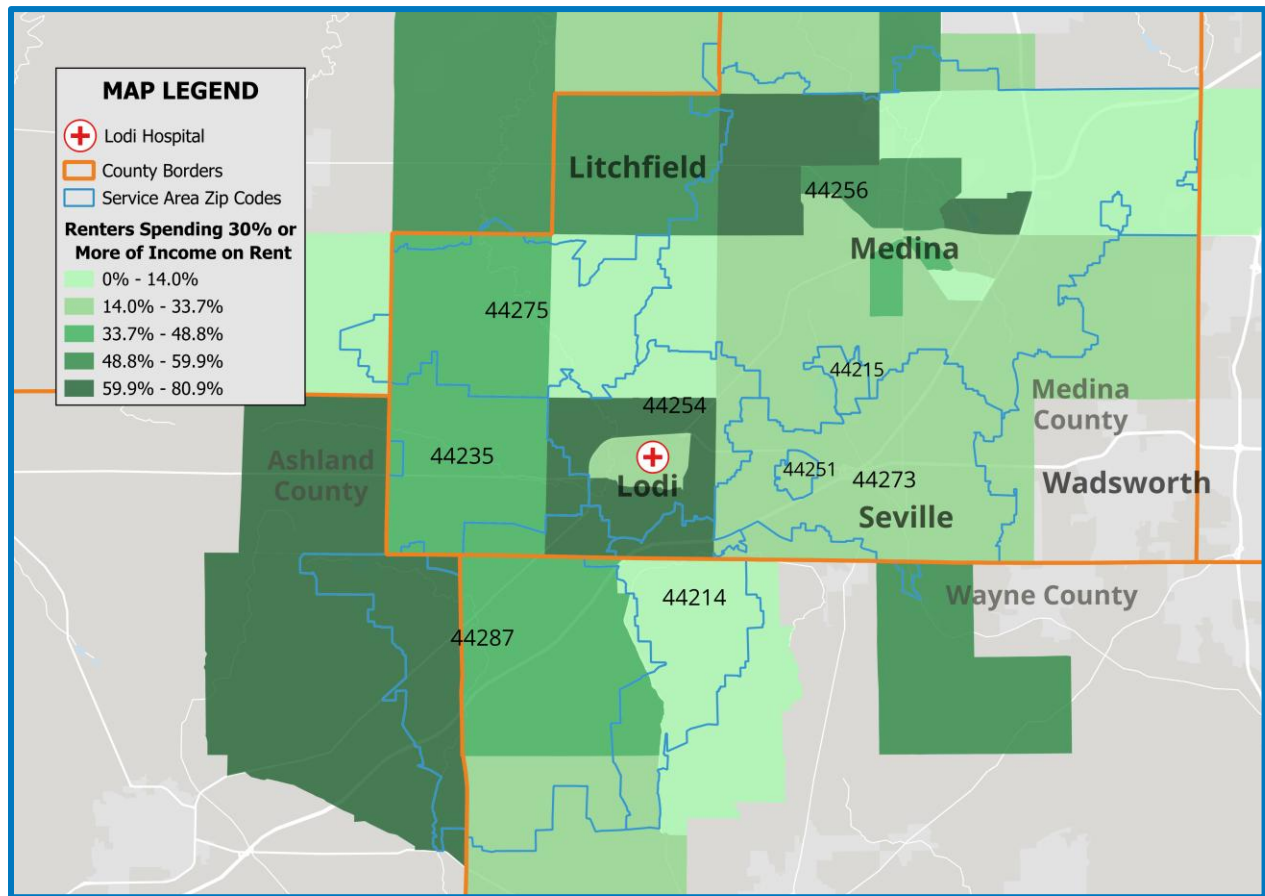 MAP LEGEND
Lodi Hospital
County Borders
Service Area Zip Codes
Renters Spending 30% or
More of Income on Rent
0% - 14.0%
14.0% - 33.7%
33.7% - 48.8%
48.8% - 59.9%
59.9% - 80.9%
Litchfield
44256
Medina
44275
44215
Medina
County
44254
Ashland
County
44235
Lodi
44251
44273
Seville
Wadsworth
44214
Wayne County
44287